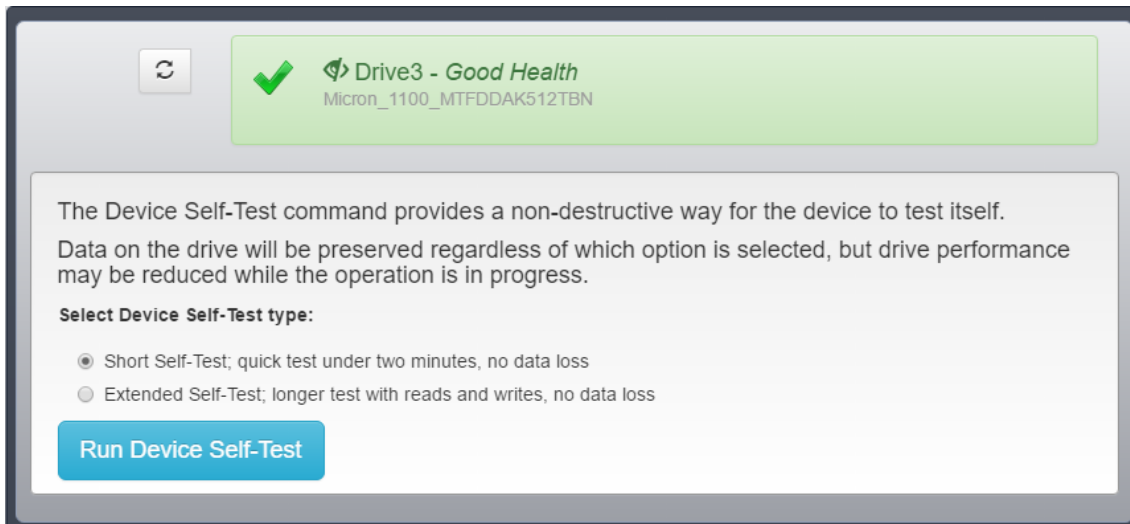 Drive3 - Good Health
Micron_1100_MTFDDAK512TBN
The Device Self-Test command provides a non-destructive way for the device to test itself.
Data on the drive will be preserved regardless of which option is selected, but drive performance
may be reduced while the operation is in progress.
Select Device Self-Test type:
Short Self-Test; quick test under two minutes, no data loss
Extended Self-Test; longer test with reads and writes, no data loss
Run Device Self-Test